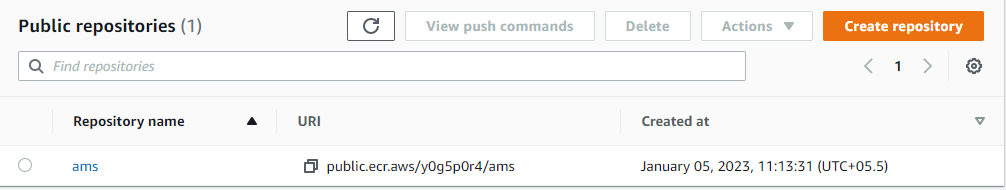 Public repositories (1) View push commands Delete Actions Create repository
Find repositories 1
Repository name URI Created at
ams public.ecr.aws/y0g5p0r4/ams January 05, 2023, 11:13:31 (UTC+05.5)